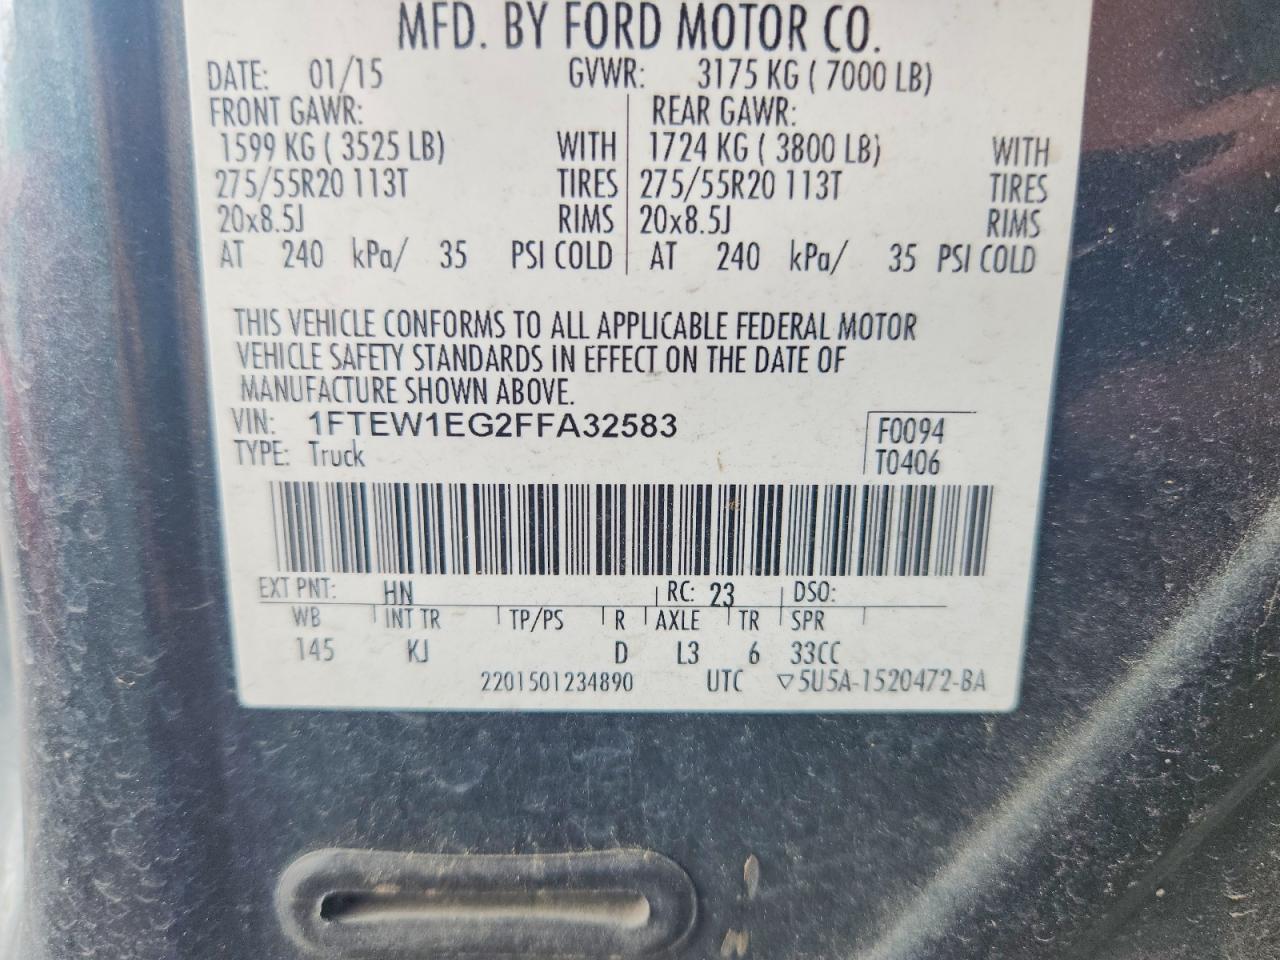 MFD. BY FORD MOTOR CO.
DATE: 01/15 GVWR: 3175 KG ( 7000 LB)
FRONT GAWR: REAR GAWR:
1599 KG ( 3525 LB) WITH 1724 KG ( 3800 LB) WITH
275/55R20 113T TIRES 275/55R20 113T TIRES
20x8.5J RIMS 20x8.5J RIMS
AT 240 kPa/ 35 PSI COLD AT 240 kPa/ 35 PSI COLD
THIS VEHICLE CONFORMS TO ALL APPLICABLE FEDERAL MOTOR
VEHICLE SAFETY STANDARDS IN EFFECT ON THE DATE OF
MANUFACTURE SHOWN ABOVE.
VIN: 1FTEW1EG2FFA32583 F0094
TYPE: Truck T0406
EXT PNT: HN RC: 23 DSO:
WB INT TR TP/PS R AXLE TR SPR
145 KJ D L3 6 33CC
2201501234890 UTC ▽5U5A-1520472-BA